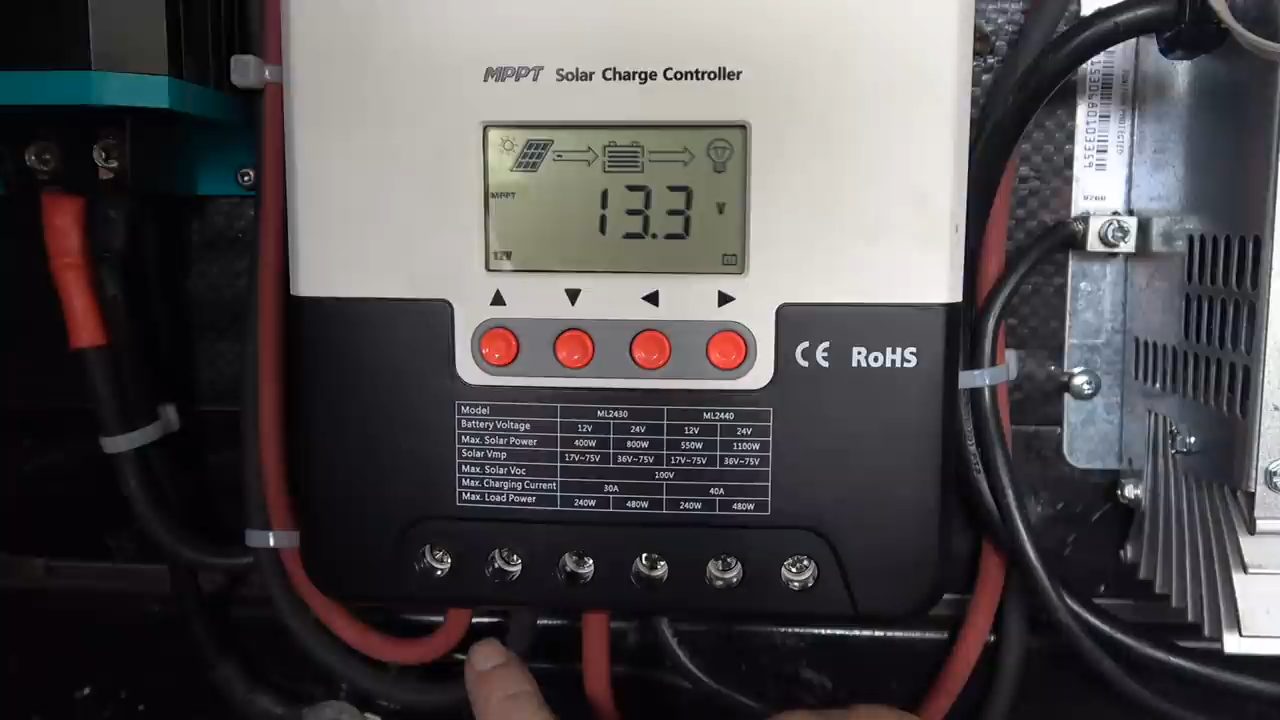 MPPT Solar Charge Controller
MPPT
13.3 V
12V
▲ ▼ ◀ ▶
CE RoHS
Model ML2430 ML2440
Battery Voltage 12V 24V 12V 24V
Max. Solar Power 400W 800W 550W 1100W
Solar Vmp 17V~75V 36V~75V 17V~75V 36V~75V
Max. Solar Voc 100V
Max. Charging Current 30A 40A
Max. Load Power 240W 480W 240W 480W